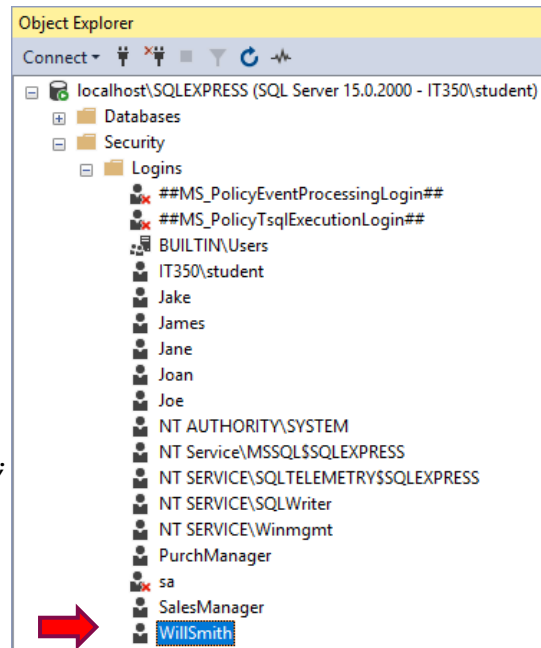 Object Explorer
Connect
localhost\SQLEXPRESS (SQL Server 15.0.2000 - IT350\student)
Databases
Security
Logins
##MS_PolicyEventProcessingLogin##
##MS_PolicyTsqlExecutionLogin##
BUILTIN\Users
IT350\student
Jake
James
Jane
Joan
Joe
NT AUTHORITY\SYSTEM
NT Service\MSSQL$SQLEXPRESS
;
NT SERVICE\SQLTELEMETRY$SQLEXPRESS
NT SERVICE\SQLWriter
NT SERVICE\Winmgmt
PurchManager
sa
SalesManager
WillSmith